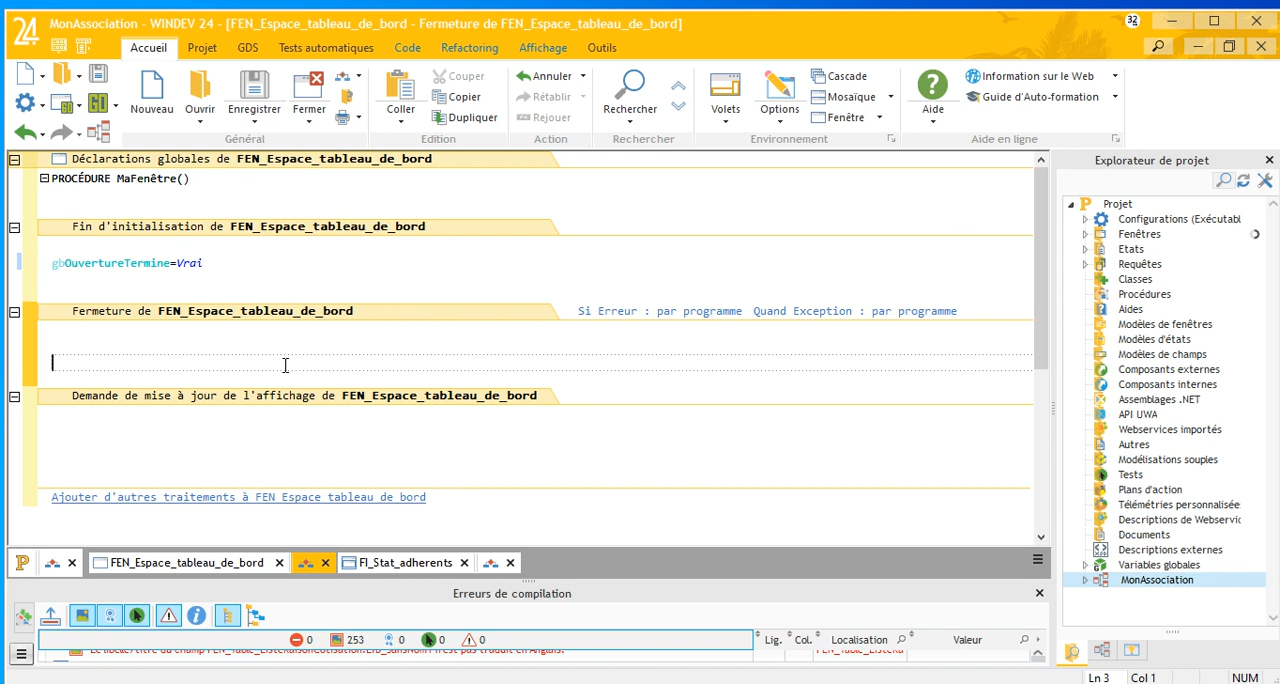 24
MonAssociation - WINDEV 24 - [FEN_Espace_tableau_de_bord - Fermeture de FEN_Espace_tableau_de_bord]
32
Accueil Projet GDS Tests automatiques Code Refactoring Affichage Outils
Nouveau Ouvrir Enregistrer Fermer
Général
Coller Couper Copier Dupliquer
Edition
Annuler Rétablir Rejouer
Action
Rechercher
Rechercher
Volets Options Cascade Mosaïque Fenêtre
Environnement
Aide Information sur le Web
Guide d'Auto-formation
Aide en ligne
Déclarations globales de FEN_Espace_tableau_de_bord
PROCÉDURE MaFenêtre()
Fin d'initialisation de FEN_Espace_tableau_de_bord
gbOuvertureTermine=Vrai
Fermeture de FEN_Espace_tableau_de_bord Si Erreur : par programme Quand Exception : par programme
Demande de mise à jour de l'affichage de FEN_Espace_tableau_de_bord
Ajouter d'autres traitements à FEN Espace tableau de bord
Explorateur de projet
Projet
Configurations (Exécutabl
Fenêtres
Etats
Requêtes
Classes
Procédures
Aides
Modèles de fenêtres
Modèles d'états
Modèles de champs
Composants externes
Composants internes
Assemblages .NET
API UWA
Webservices importés
Autres
Modélisations souples
Tests
Plans d'action
Télémétries personnalisée
Descriptions de Webservic
Documents
Descriptions externes
Variables globales
MonAssociation
FEN_Espace_tableau_de_bord
FI_Stat_adherents
Erreurs de compilation
0 253 0 0 0
Lig. Col. Localisation Valeur
Ln 3 Col 1 NUM